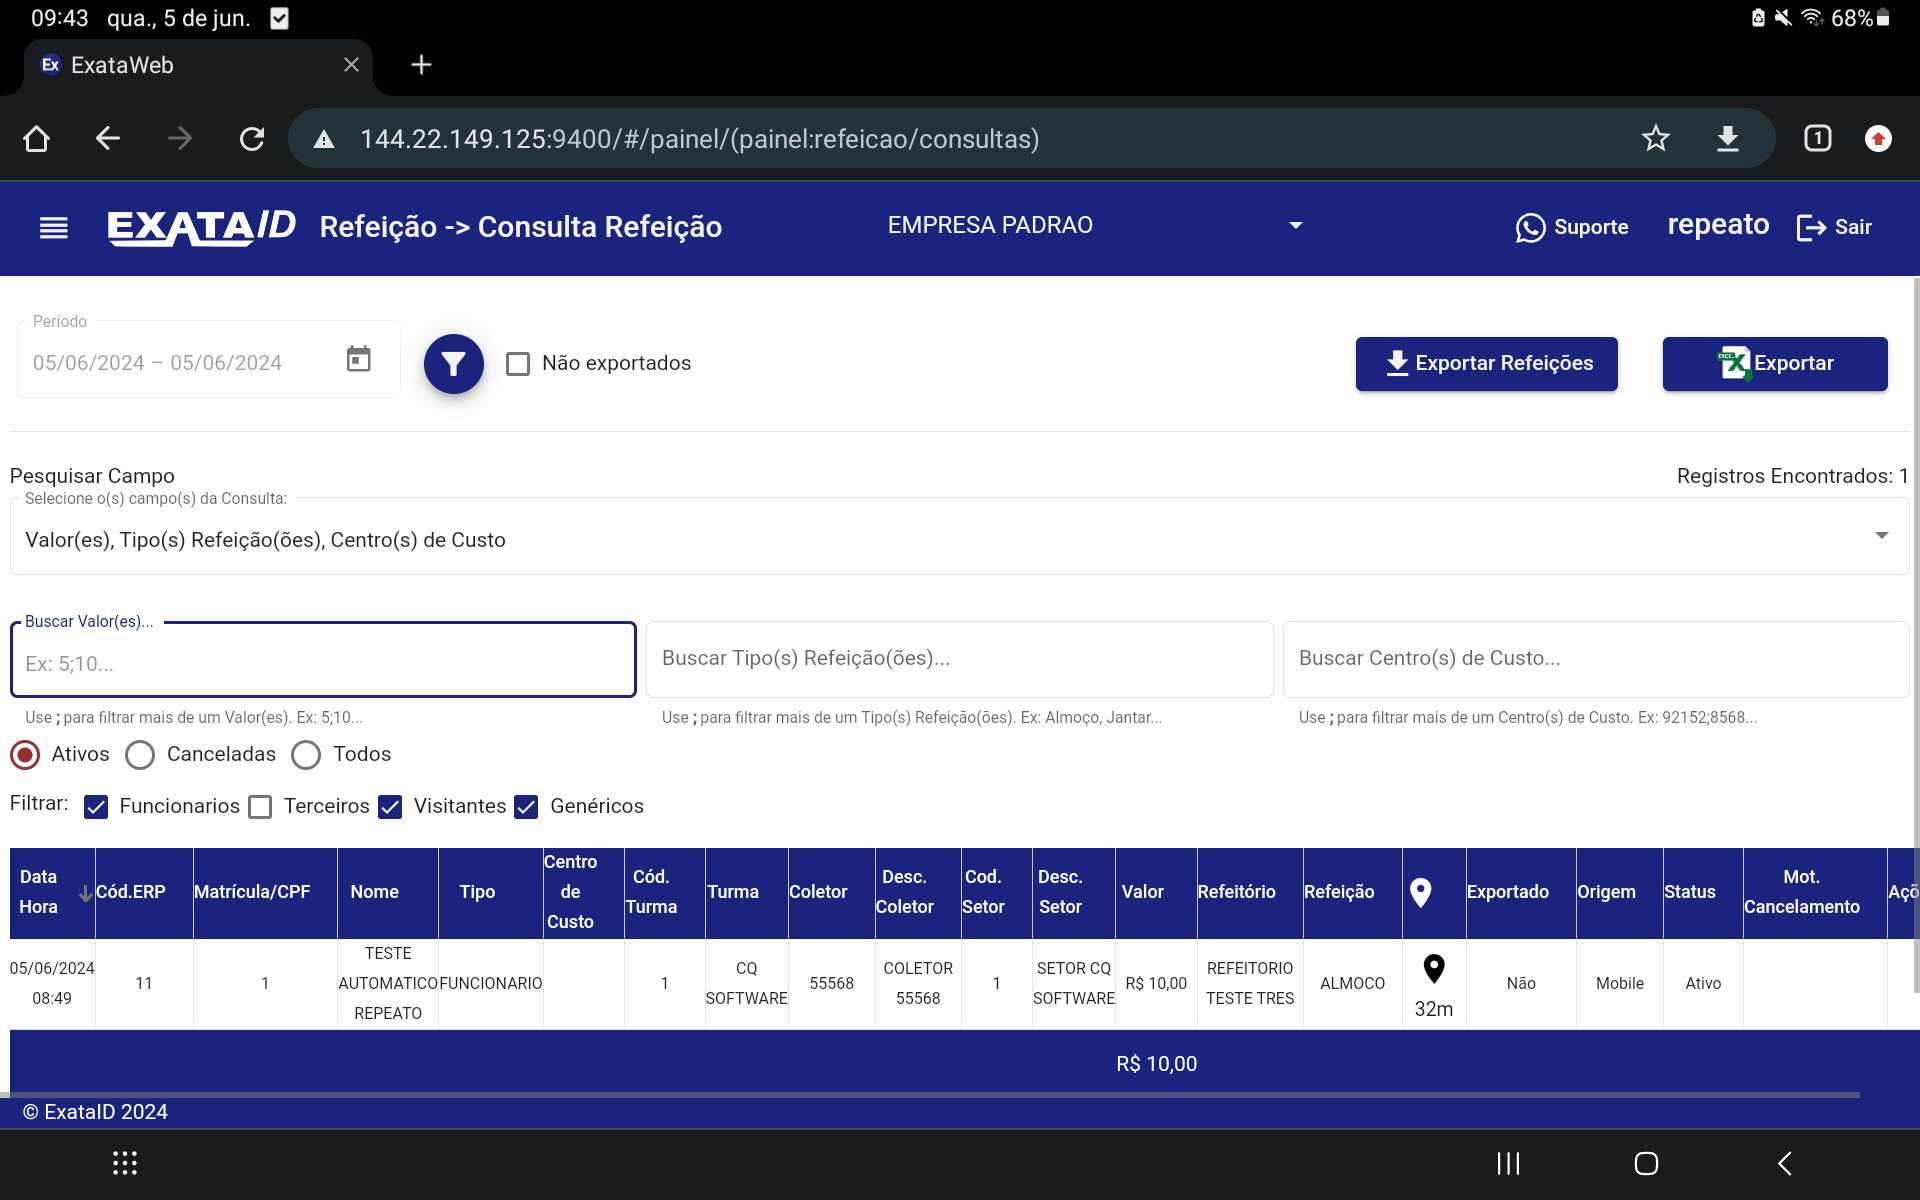 09:43 qua., 5 de jun. 68%
Ex ExataWeb
144.22.149.125:9400/#/painel/(painel:refeicao/consultas) 1
EXATAID Refeição -> Consulta Refeição EMPRESA PADRAO Suporte repeato Sair
Período
05/06/2024 – 05/06/2024 Não exportados Exportar Refeições Exportar
Pesquisar Campo Registros Encontrados: 1
Selecione o(s) campo(s) da Consulta:
Valor(es), Tipo(s) Refeição(ões), Centro(s) de Custo
Buscar Valor(es)...
Ex: 5;10... Buscar Tipo(s) Refeição(ões)... Buscar Centro(s) de Custo...
Use ; para filtrar mais de um Valor(es). Ex: 5;10... Use ; para filtrar mais de um Tipo(s) Refeição(ões). Ex: Almoço, Jantar... Use ; para filtrar mais de um Centro(s) de Custo. Ex: 92152;8568...
Ativos Canceladas Todos
Filtrar: Funcionarios Terceiros Visitantes Genéricos
Data Hora Cód.ERP Matrícula/CPF Nome Tipo Centro de Custo Cód. Turma Turma Coletor Desc. Coletor Cod. Setor Desc. Setor Valor Refeitório Refeição Exportado Origem Status Mot. Cancelamento Açõ
05/06/2024 08:49 11 1 TESTE AUTOMATICO REPEATO FUNCIONARIO 1 CQ SOFTWARE 55568 COLETOR 55568 1 SETOR CQ SOFTWARE R$ 10,00 REFEITORIO TESTE TRES ALMOCO 32m Não Mobile Ativo
R$ 10,00
© ExataID 2024